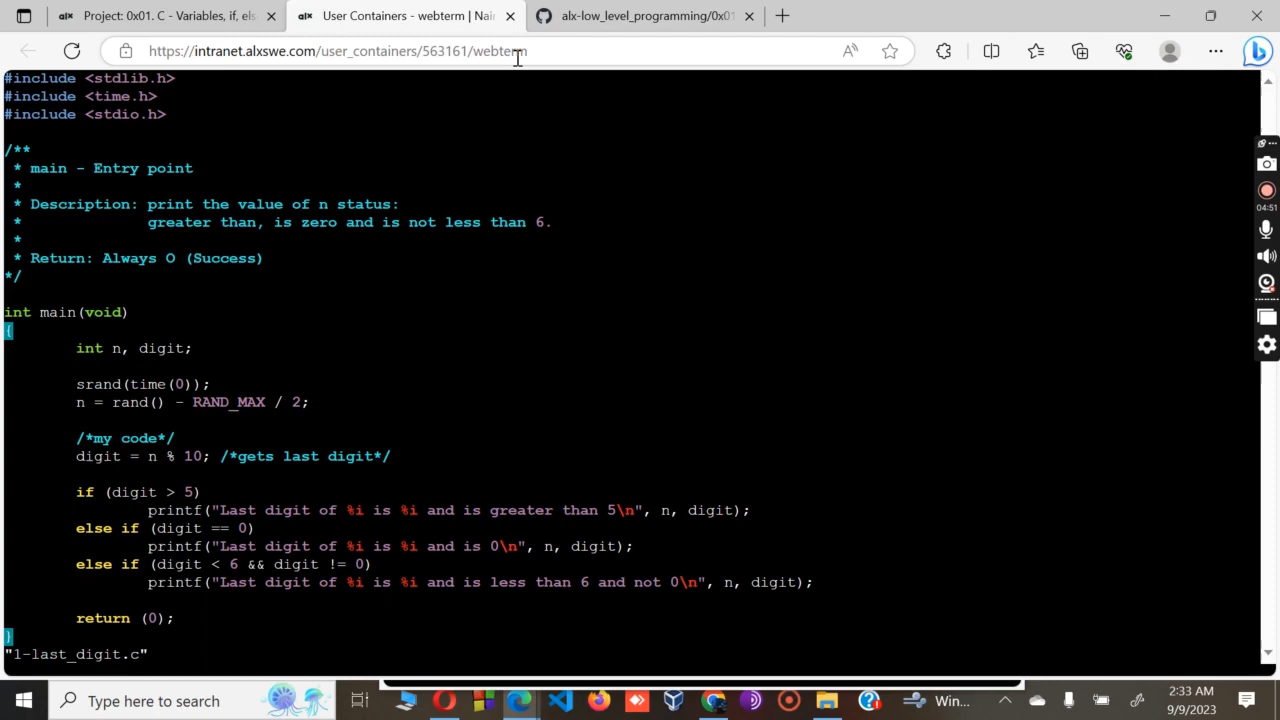 Project: 0x01. C - Variables, if, els
User Containers - webterm | Nair
alx-low_level_programming/0x01
https://intranet.alxswe.com/user_containers/563161/webterm
#include <stdlib.h>
#include <time.h>
#include <stdio.h>
/**
* main - Entry point
*
* Description: print the value of n status:
* greater than, is zero and is not less than 6.
*
* Return: Always O (Success)
*/
int main(void)
{
int n, digit;
srand(time(0));
n = rand() - RAND_MAX / 2;
/*my code*/
digit = n % 10; /*gets last digit*/
if (digit > 5)
printf("Last digit of %i is %i and is greater than 5\n", n, digit);
else if (digit == 0)
printf("Last digit of %i is %i and is 0\n", n, digit);
else if (digit < 6 && digit != 0)
printf("Last digit of %i is %i and is less than 6 and not 0\n", n, digit);
return (0);
}
"1-last_digit.c"
04:51
Type here to search
Win...
2:33 AM
9/9/2023